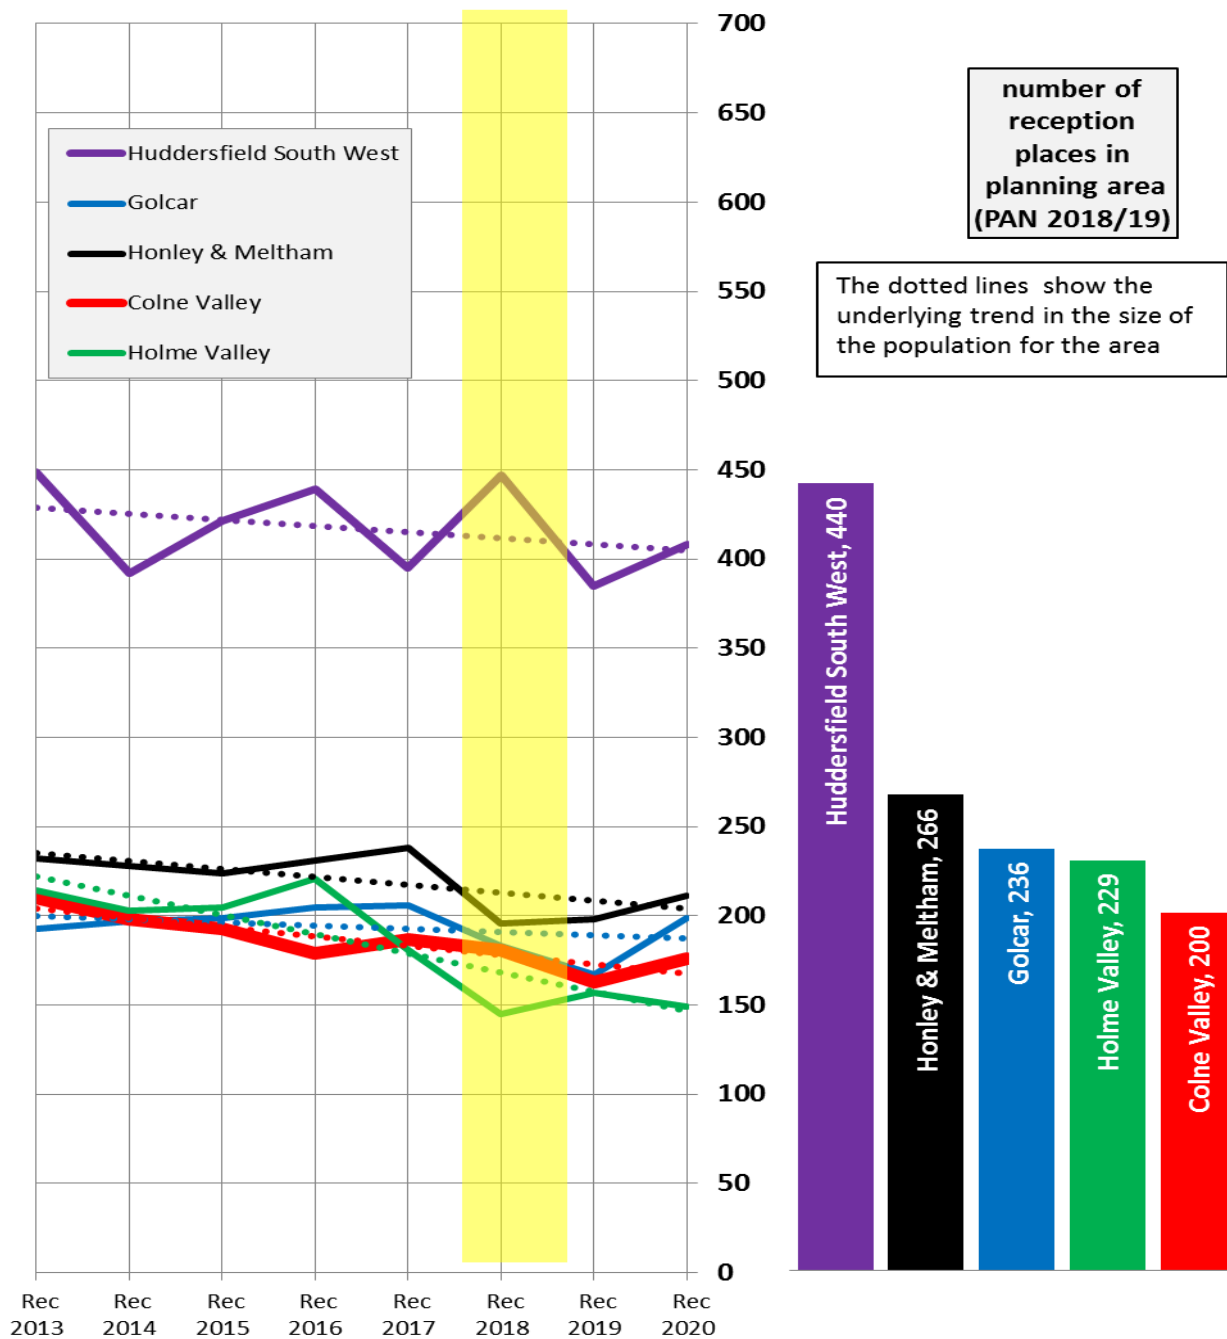 700
650
600
550
500
450
400
350
300
250
200
150
100
50
0
Huddersfield South West
Golcar
Honley & Meltham
Colne Valley
Holme Valley
number of
reception
places in
planning area
(PAN 2018/19)
The dotted lines show the
underlying trend in the size of
the population for the area
Huddersfield South West, 440
Honley & Meltham, 266
Golcar, 236
Holme Valley, 229
Colne Valley, 200
Rec
2013
Rec
2014
Rec
2015
Rec
2016
Rec
2017
Rec
2018
Rec
2019
Rec
2020